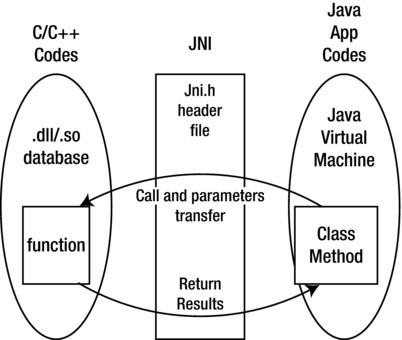 C/C++
Codes
JNI
Java
App
Codes
.dll/.so
database
function
Jni.h
header
file
Call and parameters
transfer
Return
Results
Java
Virtual
Machine
Class
Method